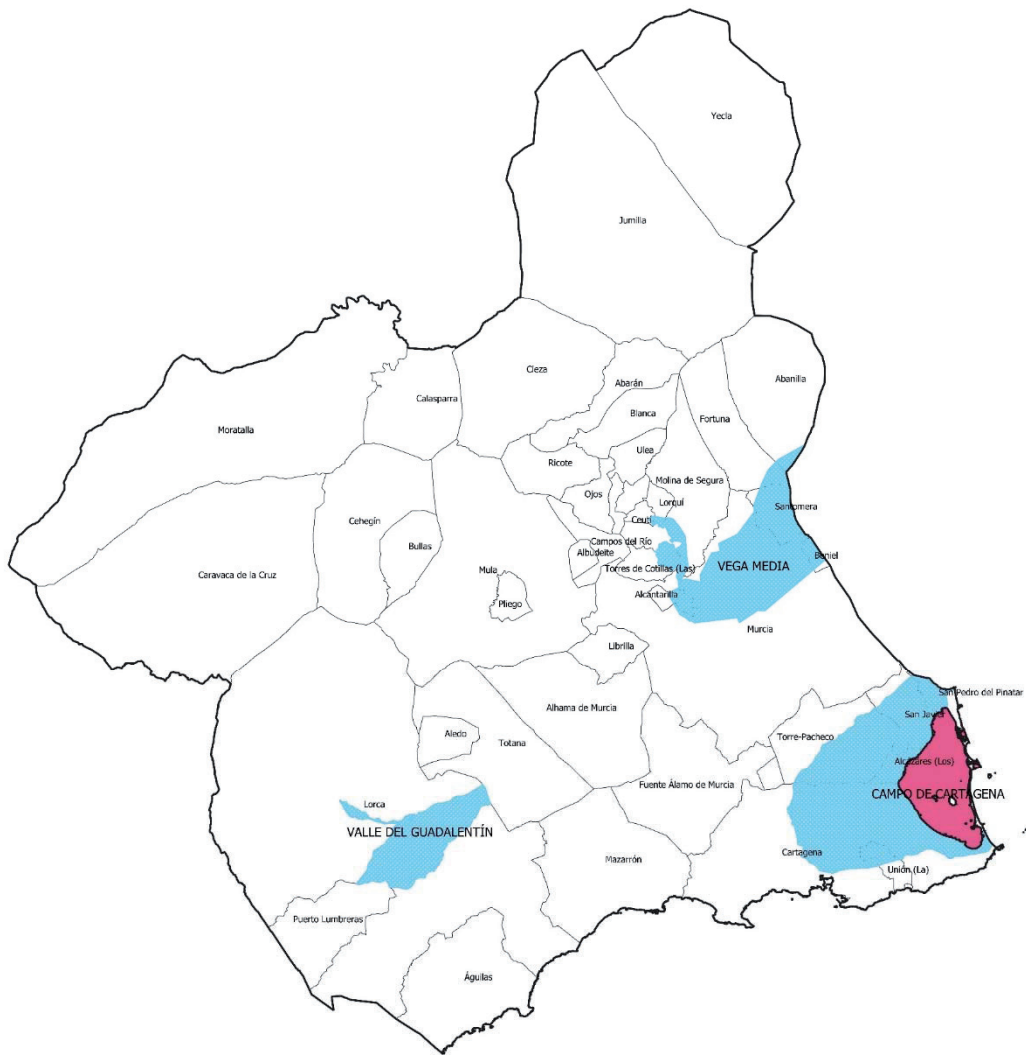 Yecla
Jumilla
Cieza
Abanilla
Abarán
Calasparra
Blanca
Fortuna
Moratalla
Ulea
Ricote
Molina de Segura
Ojos
Lorquí
Santomera
Cehegín
Ceutí
Campos del Río
Bullas
Albudeite
Beniel
Mula
Torres de Cotillas (Las)
VEGA MEDIA
Caravaca de la Cruz
Alcantarilla
Pliego
Murcia
Librilla
San Pedro del Pinatar
Alhama de Murcia
San Javier
Aledo
Torre-Pacheco
Totana
Alcázares (Los)
Fuente Álamo de Murcia
CAMPO DE CARTAGENA
Lorca
VALLE DEL GUADALENTÍN
Cartagena
Mazarrón
Unión (La)
Puerto Lumbreras
Águilas